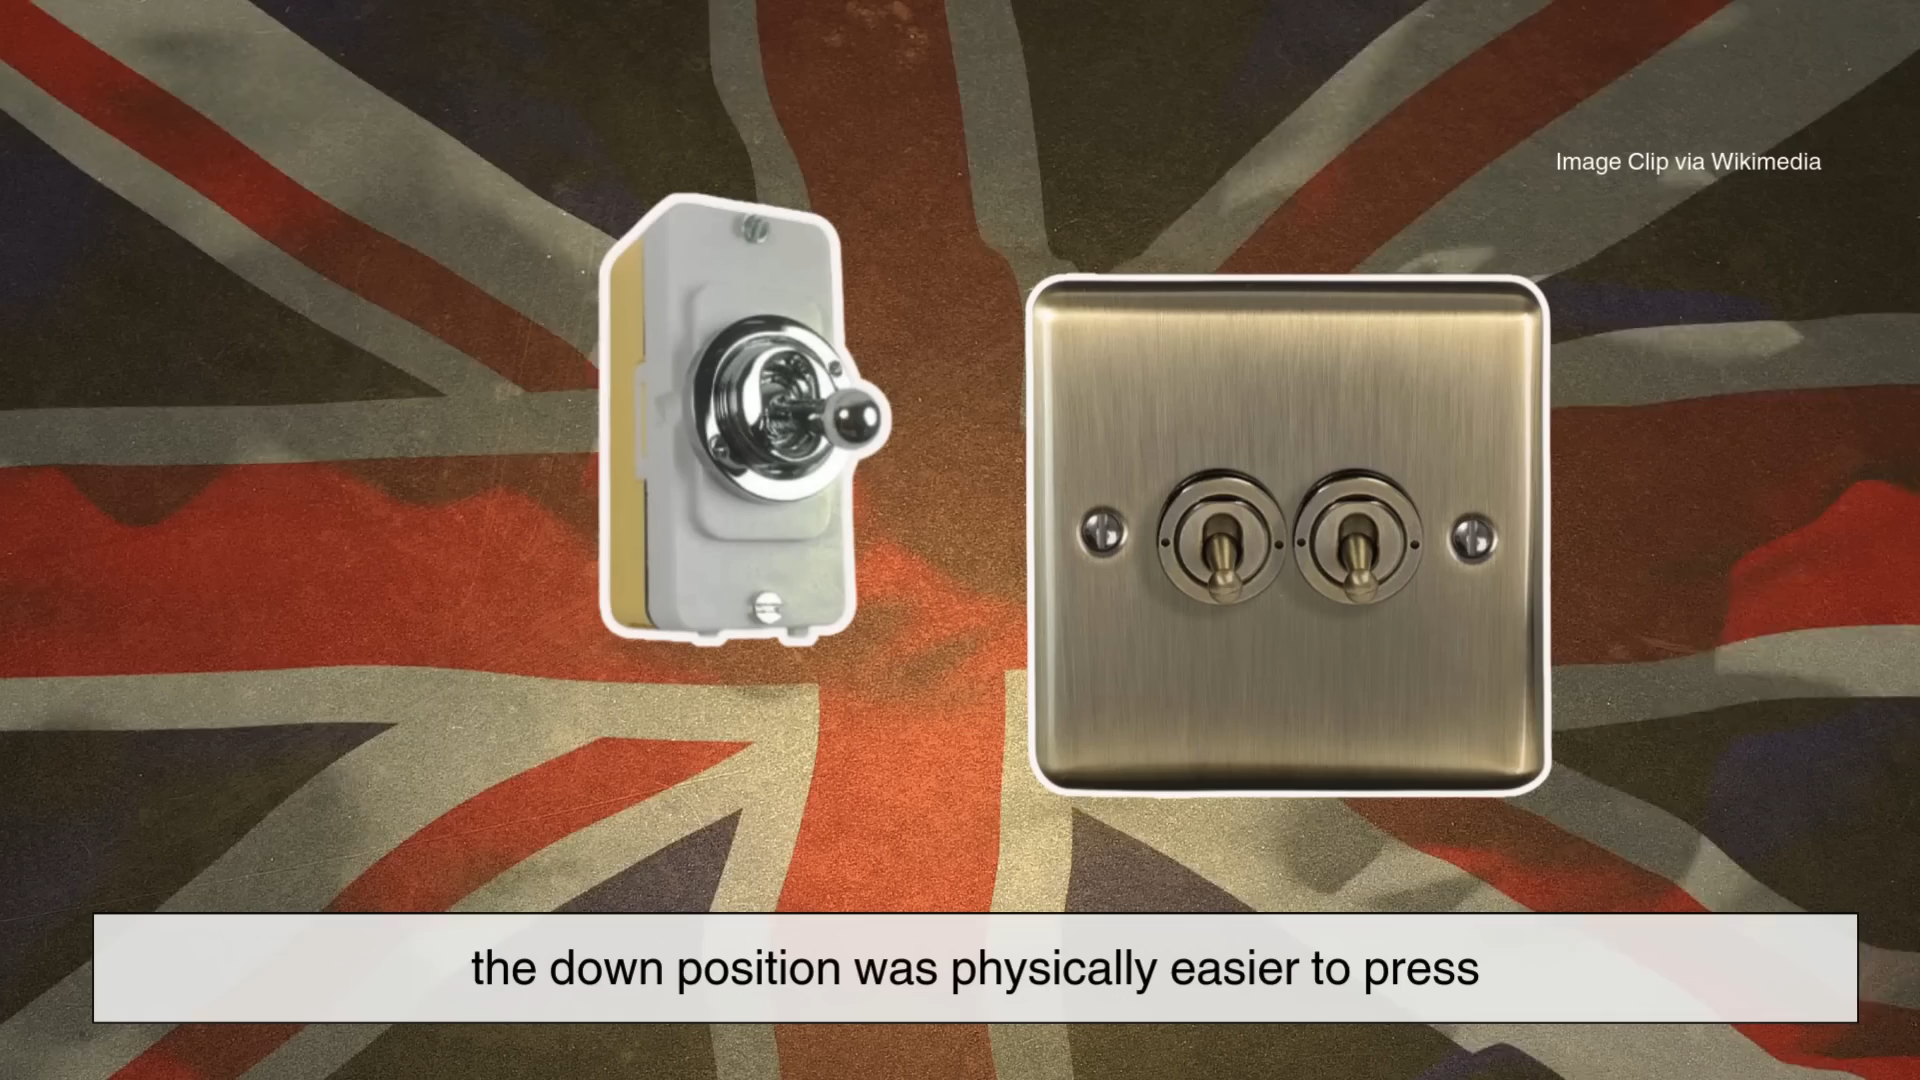 Image Clip via Wikimedia
the down position was physically easier to press